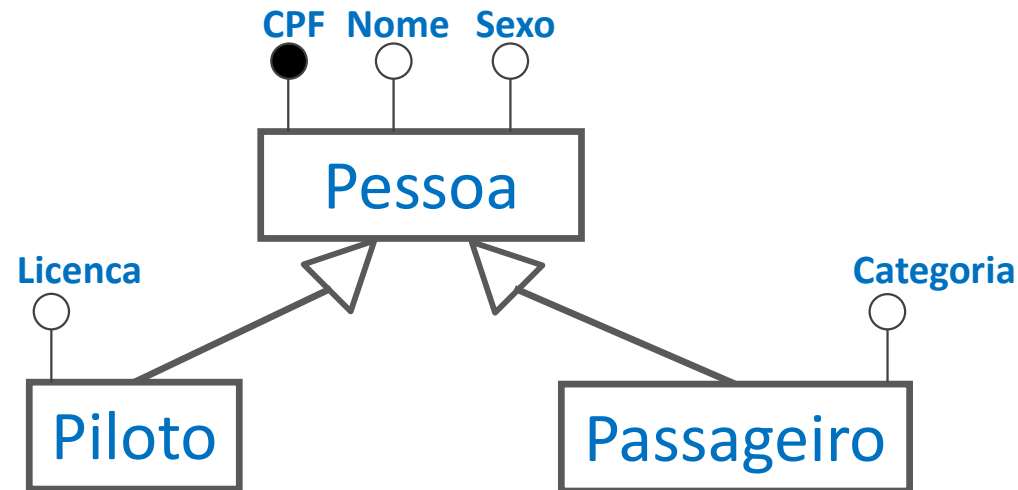 CPF Nome Sexo
Pessoa
Licenca
Categoria
Piloto
Passageiro